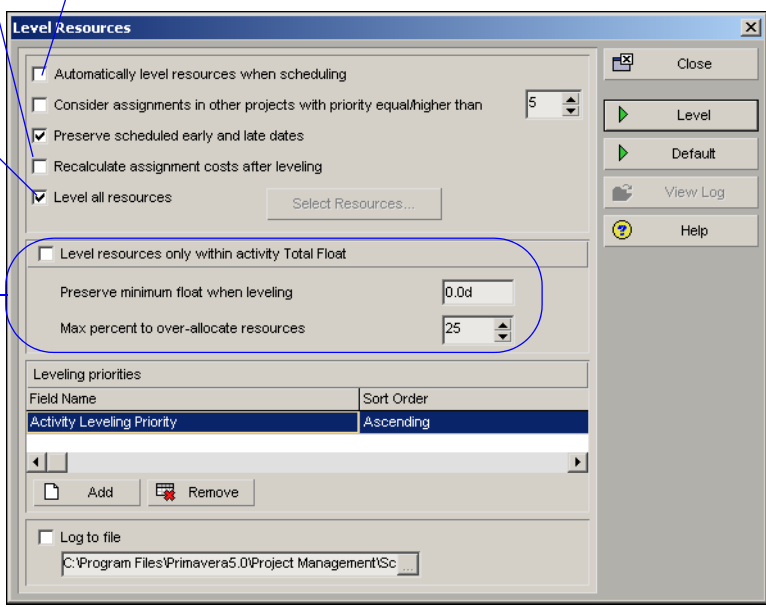 Level Resources
Automatically level resources when scheduling
Consider assignments in other projects with priority equal/higher than 5
Preserve scheduled early and late dates
Recalculate assignment costs after leveling
Level all resources
Select Resources...
Level resources only within activity Total Float
Preserve minimum float when leveling 0.0d
Max percent to over-allocate resources 25
Leveling priorities
Field Name Sort Order
Activity Leveling Priority Ascending
Add Remove
Log to file
C:\Program Files\Primavera5.0\Project Management\Sc ...
Close
Level
Default
View Log
Help